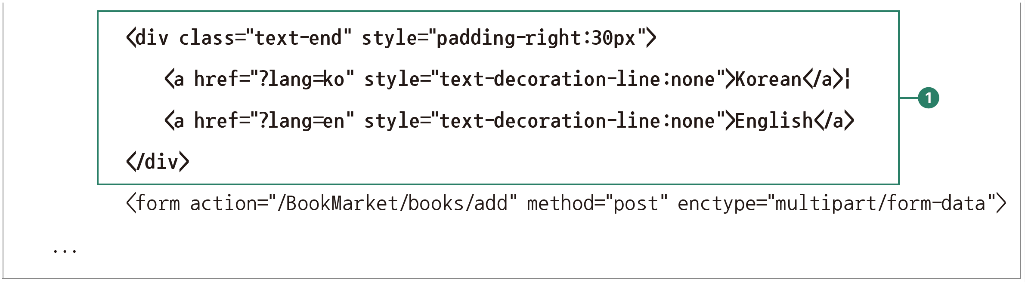 <div class="text-end" style="padding-right:30px">
<a href="?lang=ko" style="text-decoration-line:none">Korean</a>¦
<a href="?lang=en" style="text-decoration-line:none">English</a>
</div>
1
<form action="/BookMarket/books/add" method="post" enctype="multipart/form-data">
...